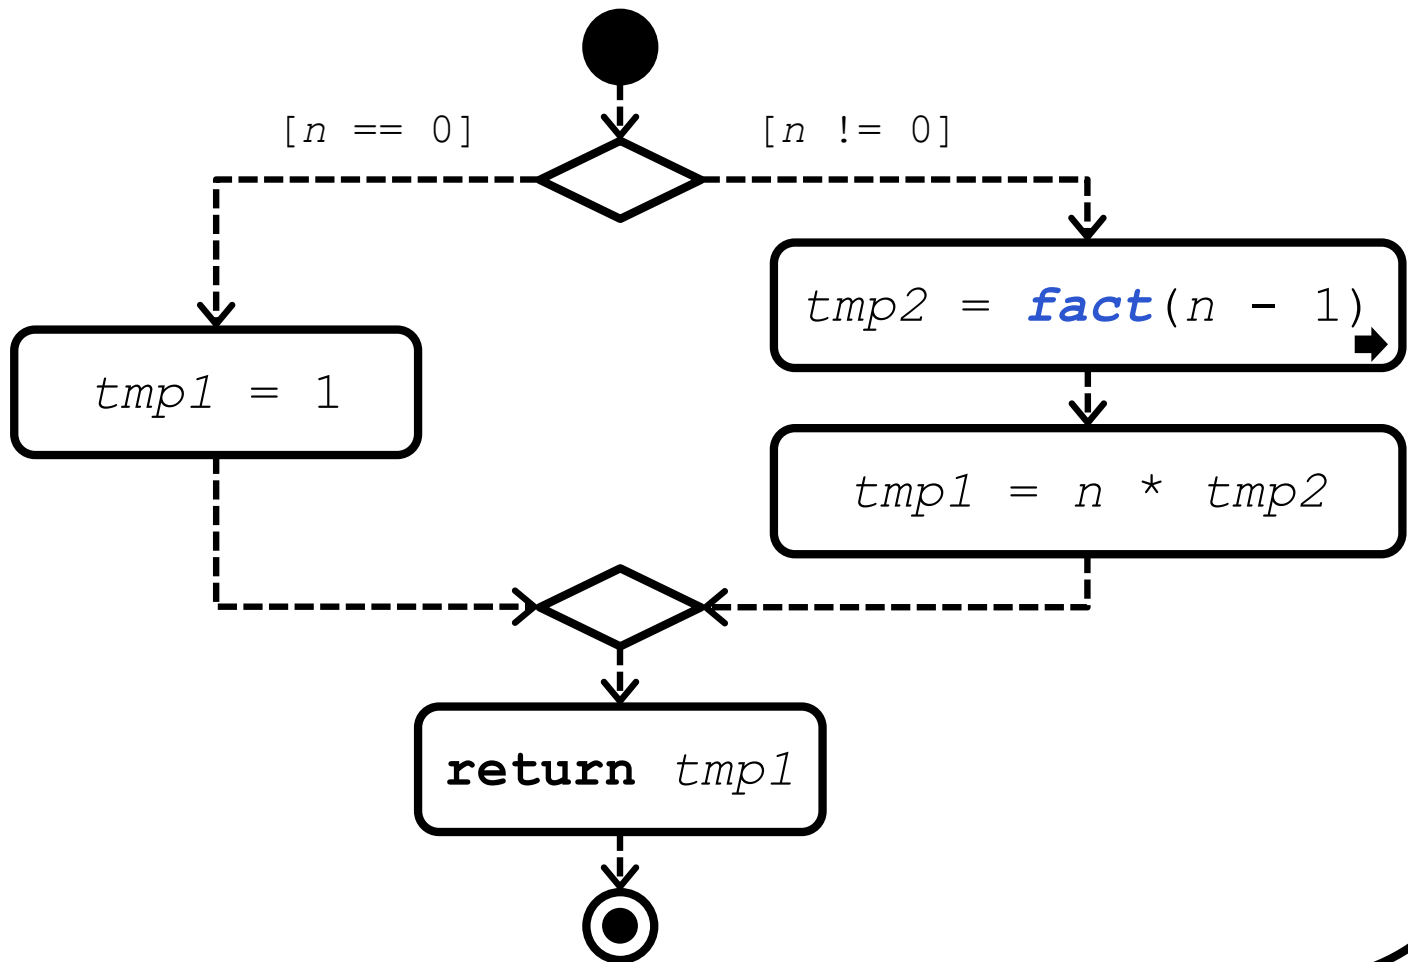 [n == 0]
[n != 0]
tmp2 = fact(n - 1)
tmp1 = 1
tmp1 = n * tmp2
return tmp1